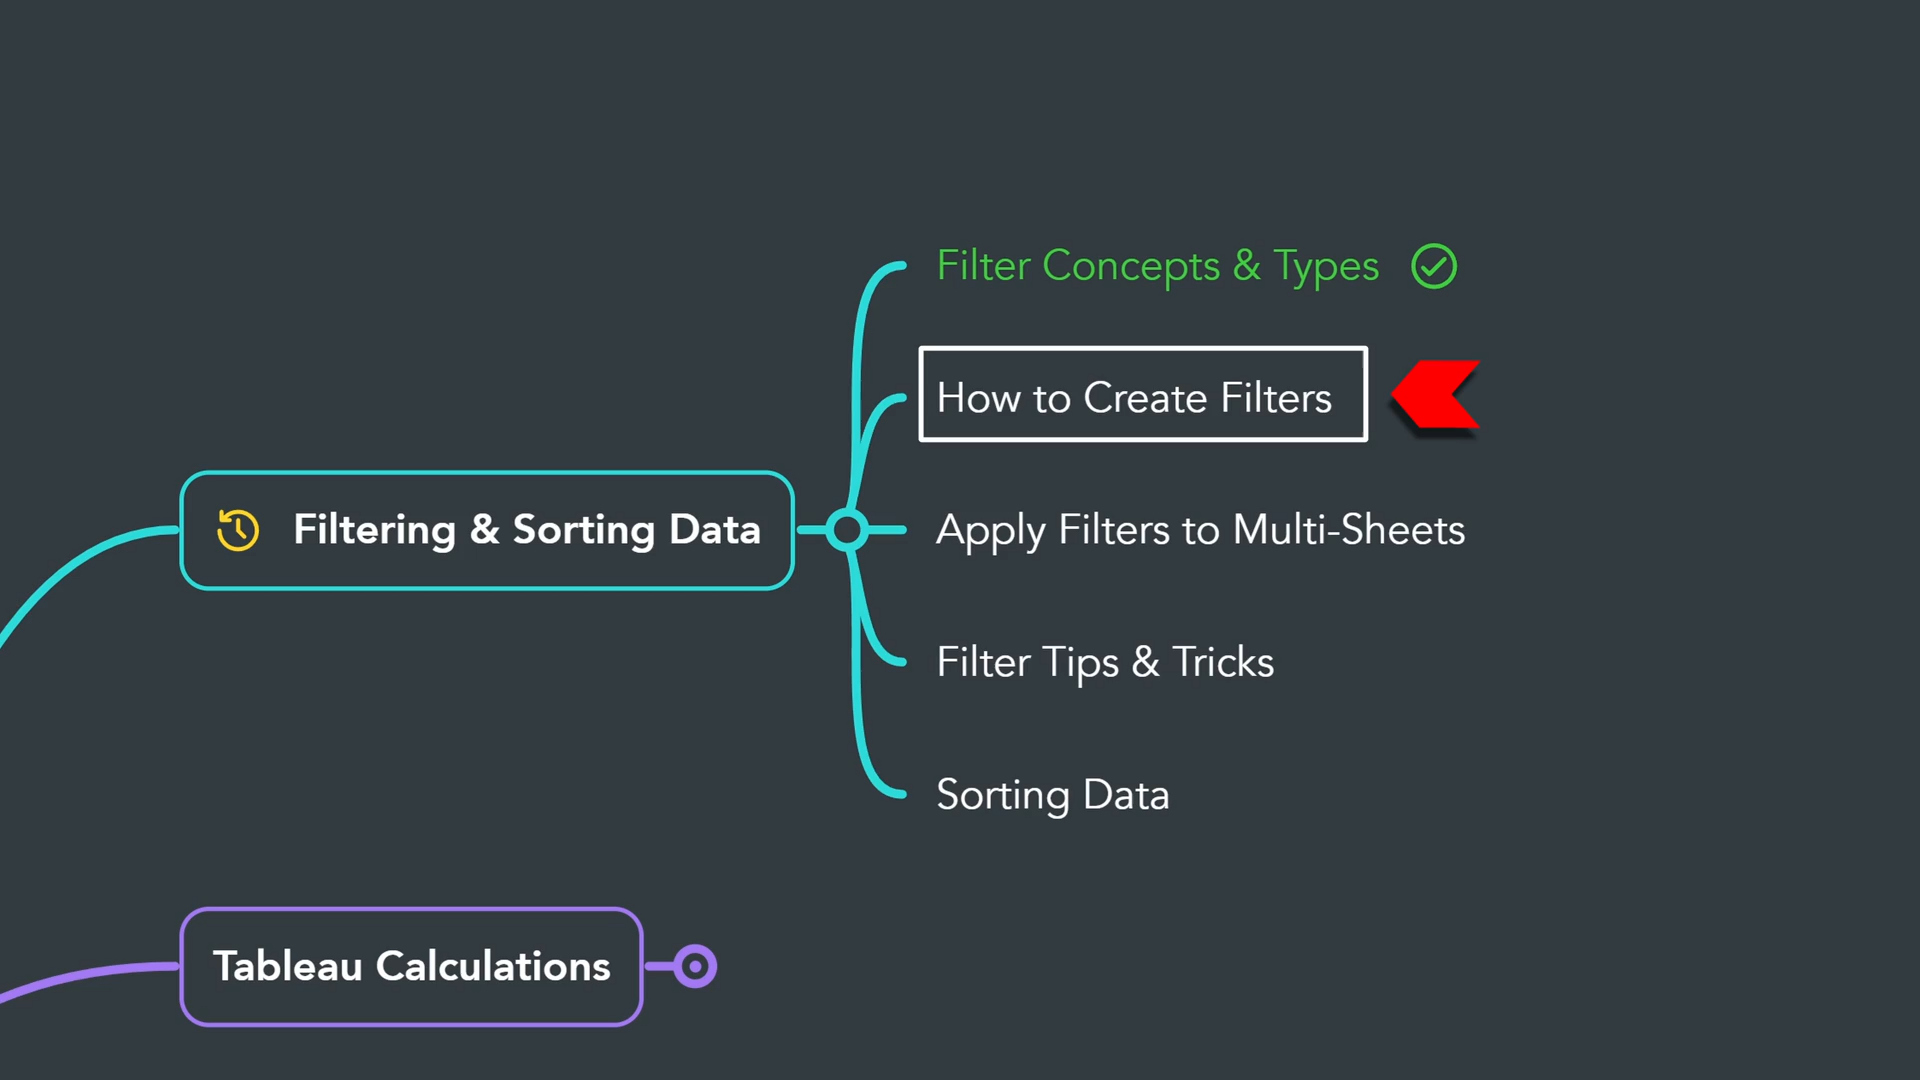 Filter Concepts & Types
How to Create Filters
Filtering & Sorting Data
Apply Filters to Multi-Sheets
Filter Tips & Tricks
Sorting Data
Tableau Calculations